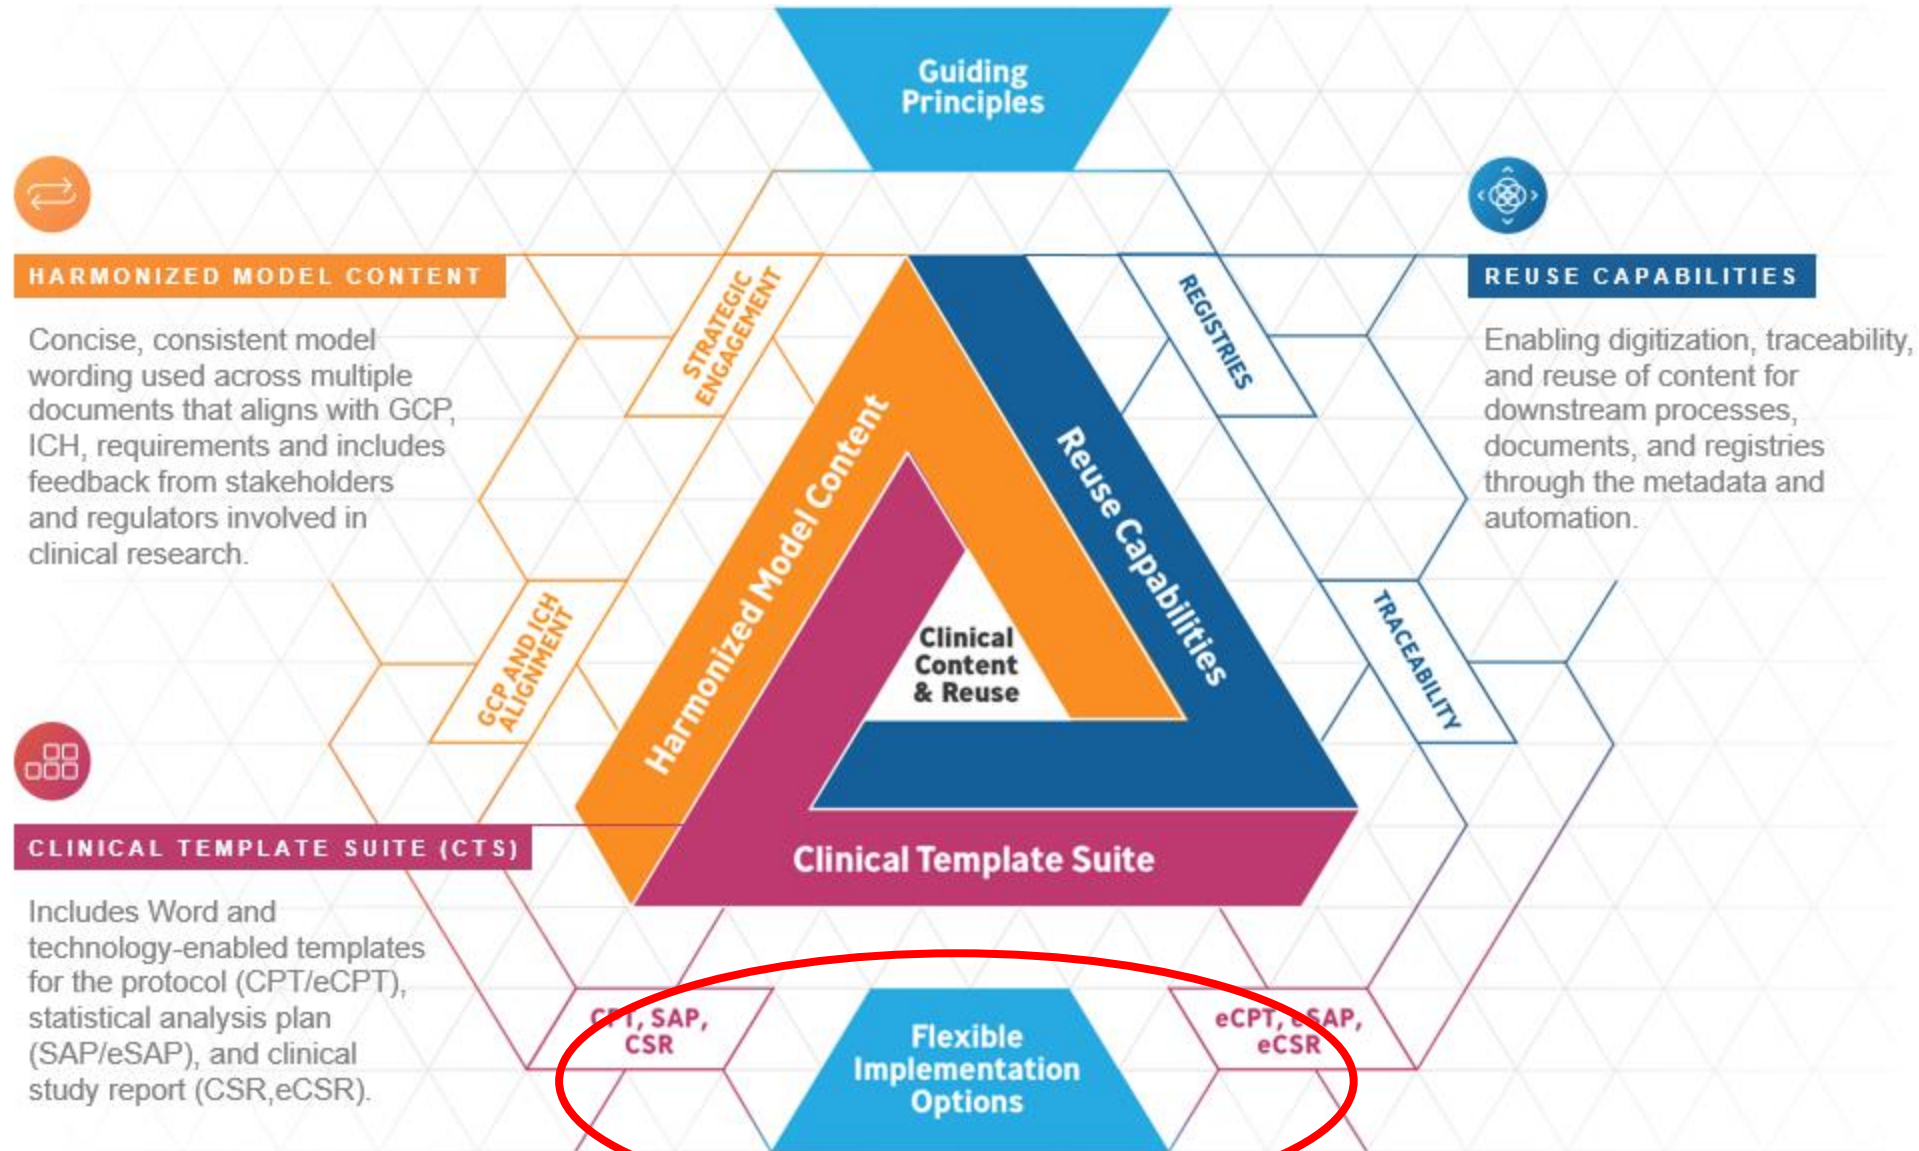 Guiding
Principles
HARMONIZED MODEL CONTENT
Concise, consistent model
wording used across multiple
documents that aligns with GCP,
ICH, requirements and includes
feedback from stakeholders
and regulators involved in
clinical research.
STRATEGIC
ENGAGEMENT
GCP AND ICH
ALIGNMENT
Harmonized Model Content
Reuse Capabilities
Clinical
Content
& Reuse
Clinical Template Suite
REGISTRIES
TRACEABILITY
REUSE CAPABILITIES
Enabling digitization, traceability,
and reuse of content for
downstream processes,
documents, and registries
through the metadata and
automation.
CLINICAL TEMPLATE SUITE (CTS)
Includes Word and
technology-enabled templates
for the protocol (CPT/eCPT),
statistical analysis plan
(SAP/eSAP), and clinical
study report (CSR,eCSR).
CPT, SAP,
CSR
Flexible
Implementation
Options
eCPT, eSAP,
eCSR